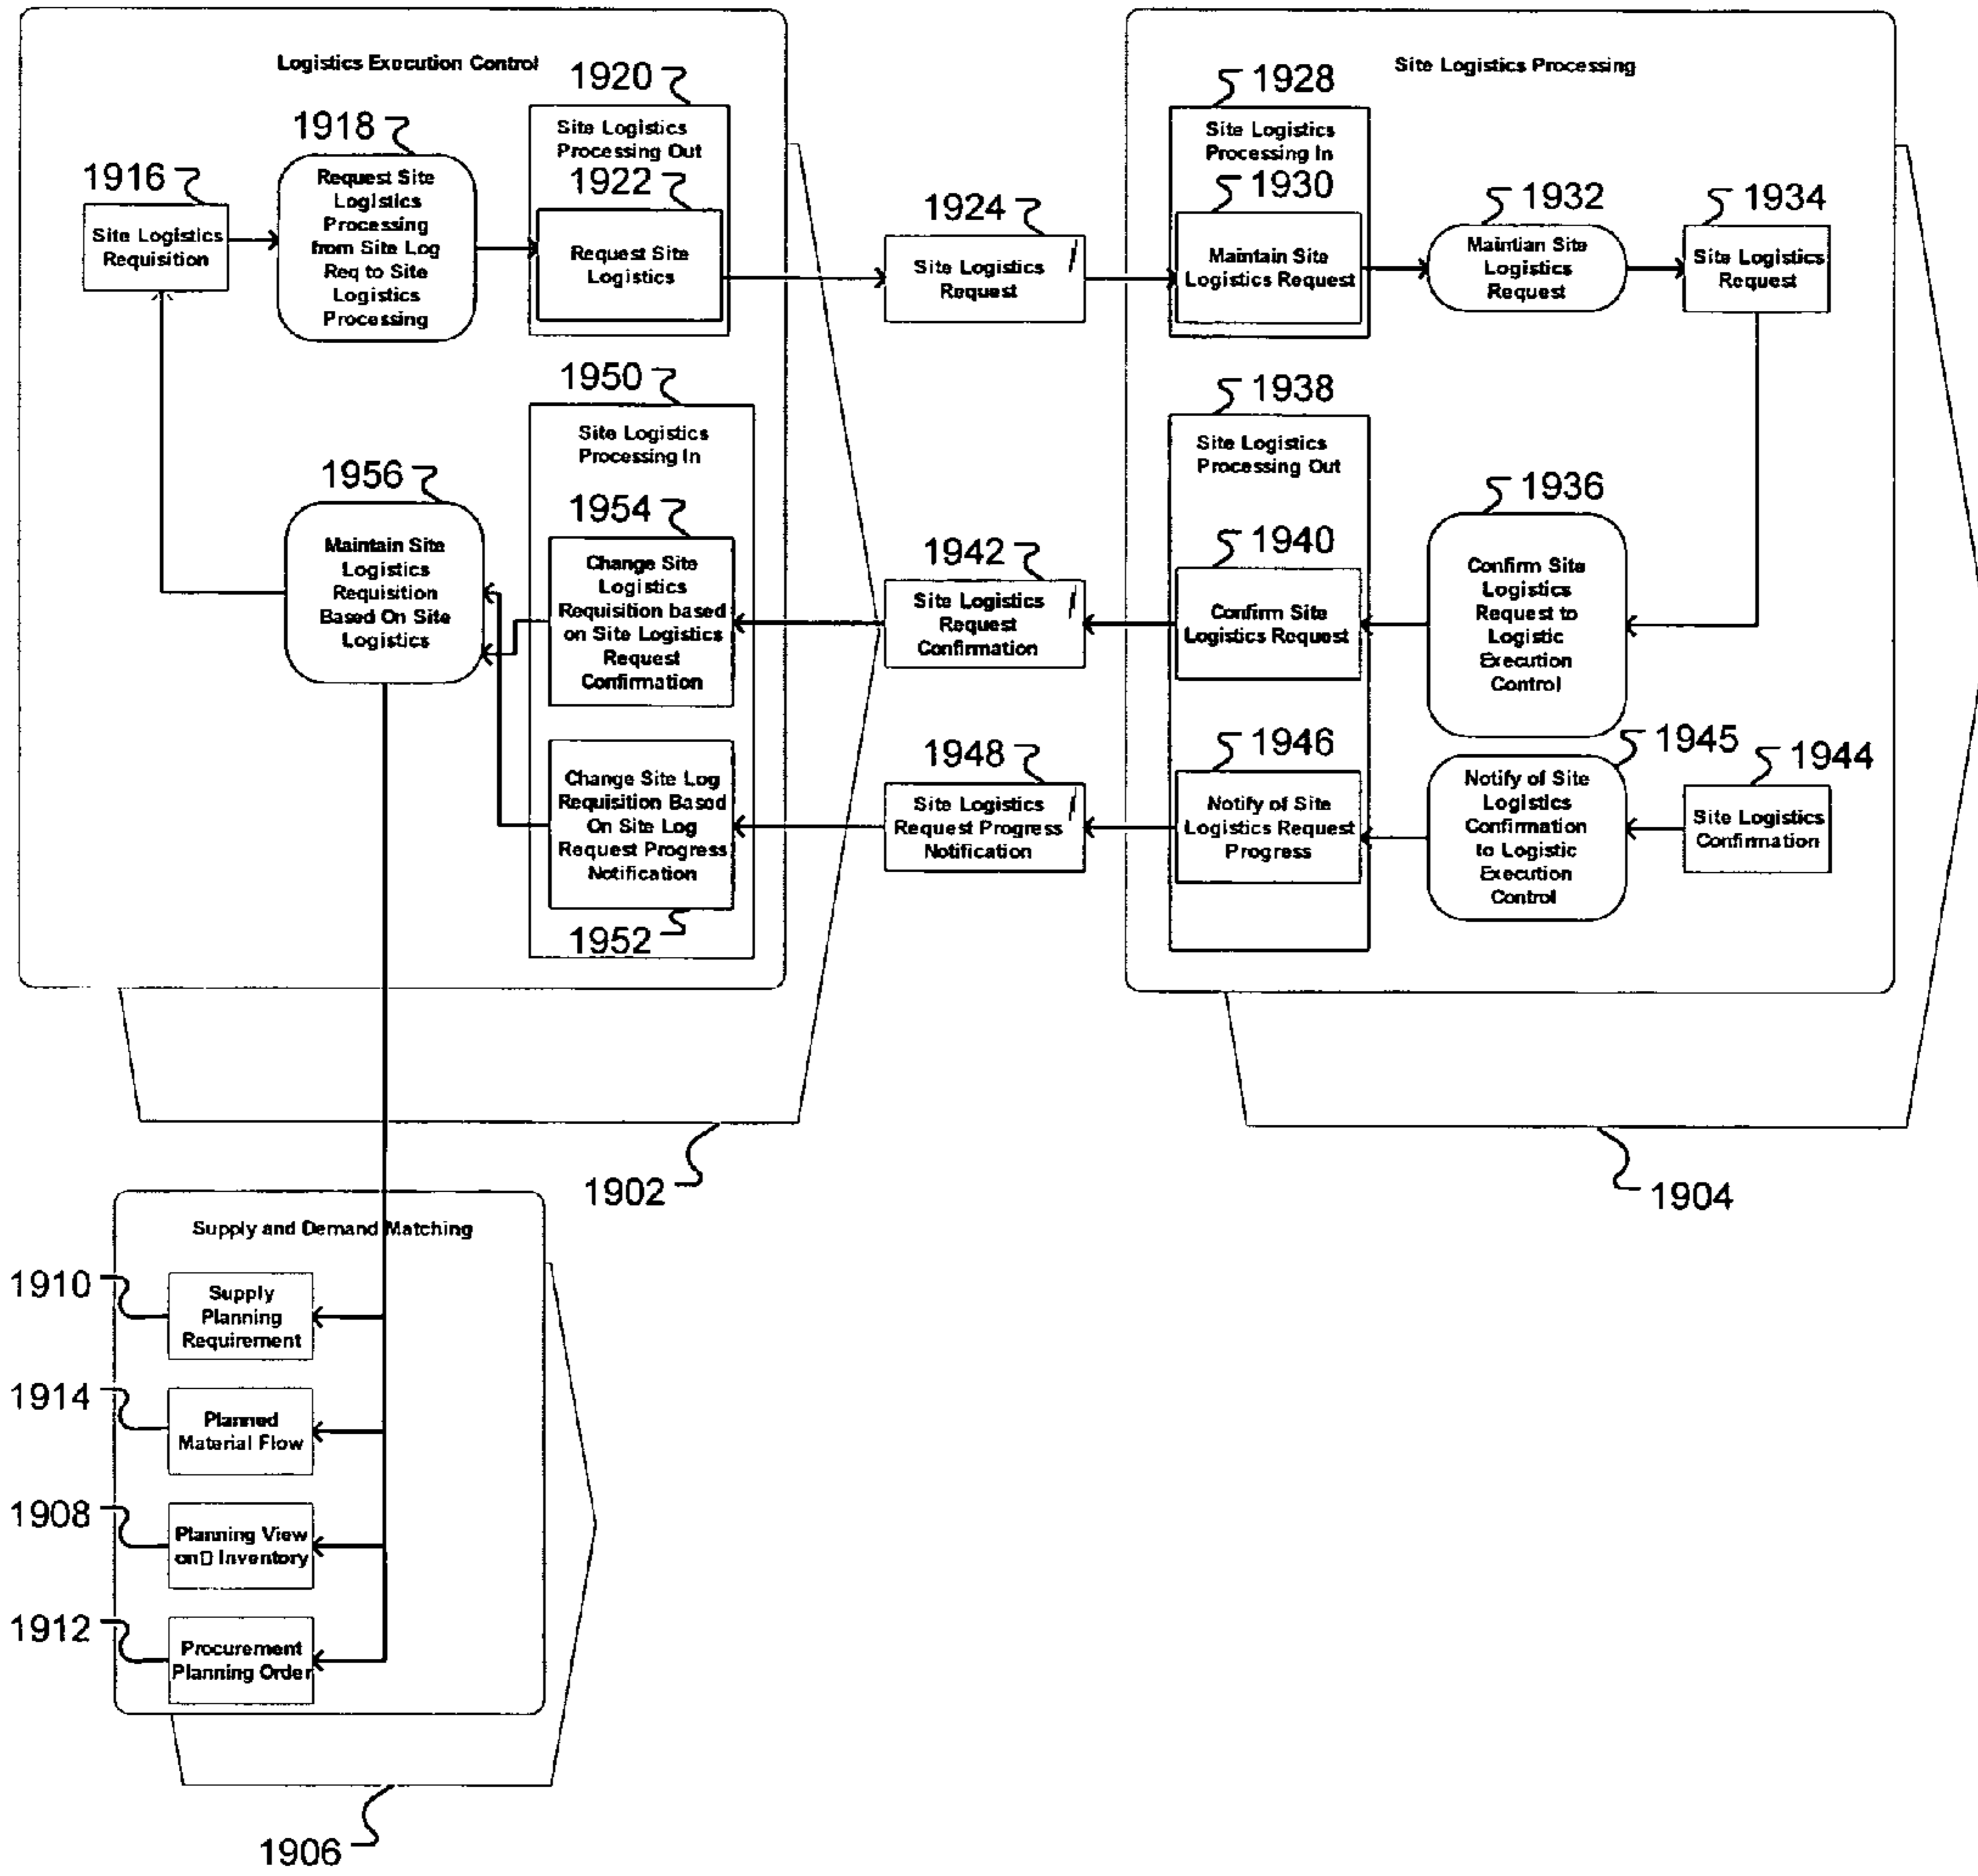 Logistics Execution Control
1920
Site Logistics
Processing Out
1918
Request Site
Logistics
Processing
from Site Log
Req to Site
Logistics
Processing
1916
Site Logistics
Requisition
1922
Request Site
Logistics
1924
Site Logistics
Request
Site Logistics Processing
1928
Site Logistics
Processing In
1930
Maintain Site
Logistics Request
1932
Maintian Site
Logistics
Request
1934
Site Logistics
Request
1950
Site Logistics
Processing In
1956
Maintain Site
Logistics
Requisition
Based On Site
Logistics
1954
Change Site
Logistics
Requisition based
on Site Logistics
Request
Confirmation
Change Site Log
Requisition Based
On Site Log
Request Progress
Notification
1952
1942
Site Logistics
Request
Confirmation
1948
Site Logistics
Request Progress
Notification
1938
Site Logistics
Processing Out
1940
Confirm Site
Logistics Request
1936
Confirm Site
Logistics
Request to
Logistic
Execution
Control
1946
Notify of Site
Logistics Request
Progress
1945
Notify of Site
Logistics
Confirmation
to Logistic
Execution
Control
1944
Site Logistics
Confirmation
1902
1904
Supply and Demand Matching
1910
Supply
Planning
Requirement
1914
Planned
Material Flow
1908
Planning View
on□ Inventory
1912
Procurement
Planning Order
1906